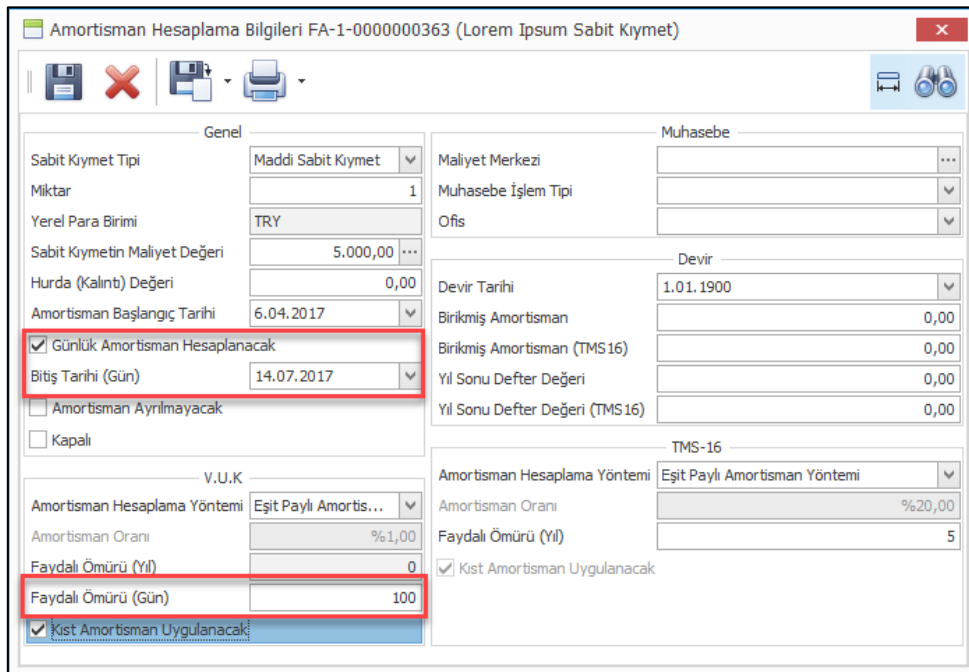 Amortisman Hesaplama Bilgileri FA-1-0000000363 (Lorem Ipsum Sabit Kıymet)
Genel
Sabit Kıymet Tipi Maddi Sabit Kıymet
Miktar 1
Yerel Para Birimi TRY
Sabit Kıymetin Maliyet Değeri 5.000,00 ...
Hurda (Kalıntı) Değeri 0,00
Amortisman Başlangıç Tarihi 6.04.2017
Günlük Amortisman Hesaplanacak
Bitiş Tarihi (Gün) 14.07.2017
Amortisman Ayrılmayacak
Kapalı
V.U.K
Amortisman Hesaplama Yöntemi Eşit Paylı Amortis...
Amortisman Oranı %1,00
Faydalı Ömürü (Yıl) 0
Faydalı Ömürü (Gün) 100
Kıst Amortisman Uygulanacak
Muhasebe
Maliyet Merkezi ...
Muhasebe İşlem Tipi
Ofis
Devir
Devir Tarihi 1.01.1900
Birikmiş Amortisman 0,00
Birikmiş Amortisman (TMS16) 0,00
Yıl Sonu Defter Değeri 0,00
Yıl Sonu Defter Değeri (TMS16) 0,00
TMS-16
Amortisman Hesaplama Yöntemi Eşit Paylı Amortisman Yöntemi
Amortisman Oranı %20,00
Faydalı Ömürü (Yıl) 5
Kıst Amortisman Uygulanacak